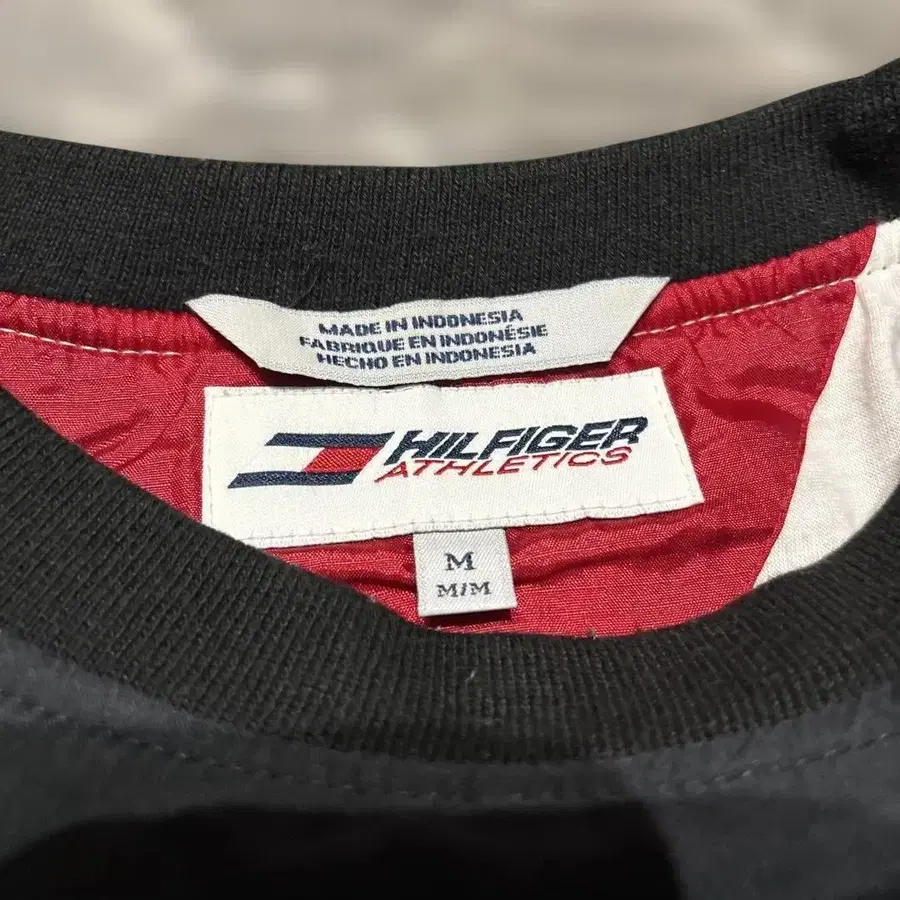 MADE IN INDONESIA
FABRIQUE EN INDONÉSIE
HECHO EN INDONESIA
HILFIGER
ATHLETICS
M
M/M